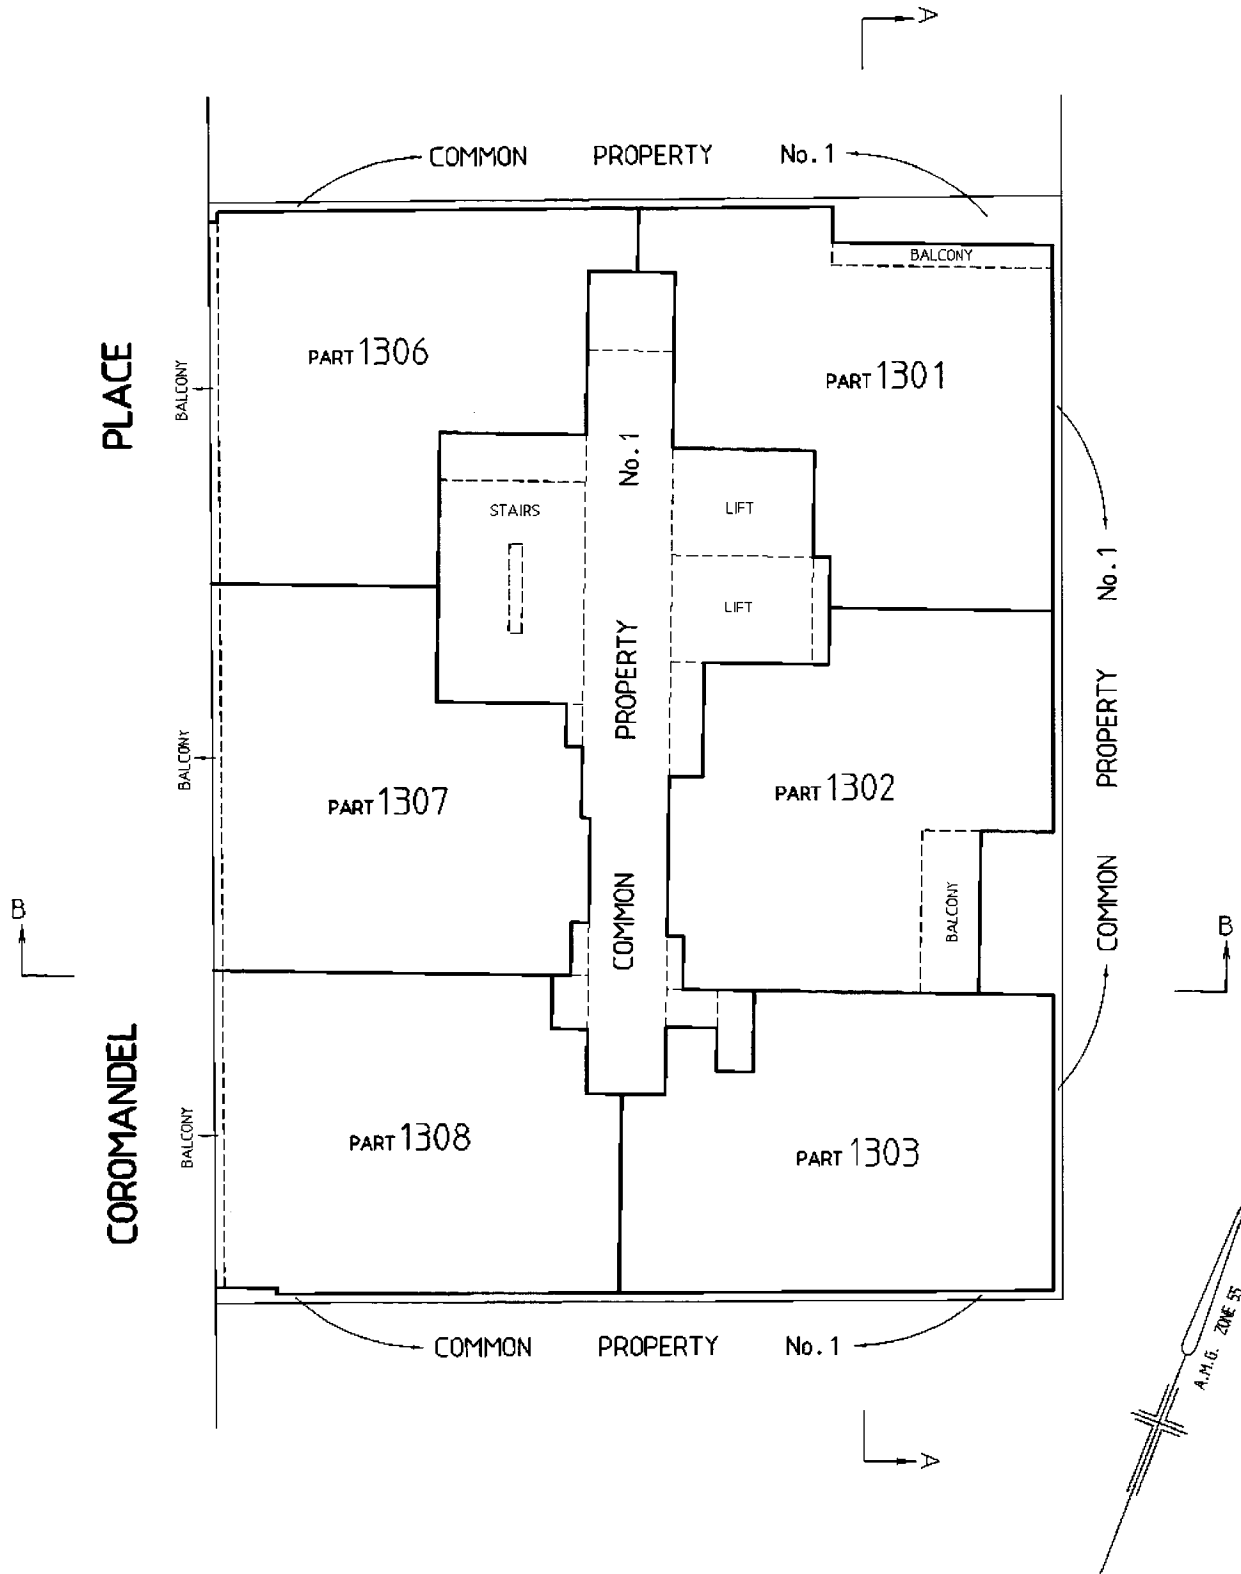 A
COMMON PROPERTY No.1
BALCONY
PART 1306
PART 1301
BALCONY
PLACE
No.1
STAIRS
LIFT
LIFT
COMMON PROPERTY No.1
COMMON PROPERTY
BALCONY
PART 1307
PART 1302
BALCONY
B
B
COROMANDEL
BALCONY
PART 1308
PART 1303
COMMON PROPERTY No.1
A.M.G. ZONE 55
A